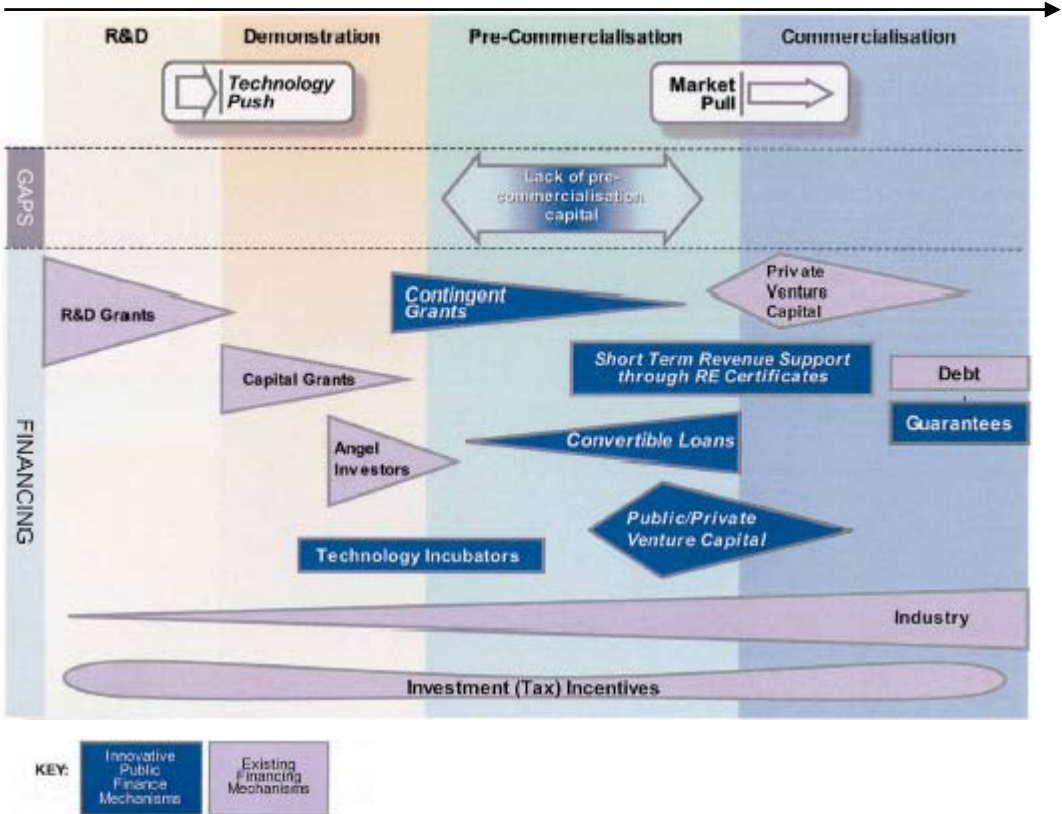 R&D
Demonstration
Pre-Commercialisation
Commercialisation
Technology
Push
Market
Pull
GAPS
Lack of pre-
commercialisation
capital
FINANCING
R&D Grants
Contingent
Grants
Private
Venture
Capital
Capital Grants
Short Term Revenue Support
through RE Certificates
Debt
Guarantees
Angel
Investors
Convertible Loans
Public/Private
Venture Capital
Technology Incubators
Industry
Investment (Tax) Incentives
KEY:
Innovative
Public
Finance
Mechanisms
Existing
Financing
Mechanisms